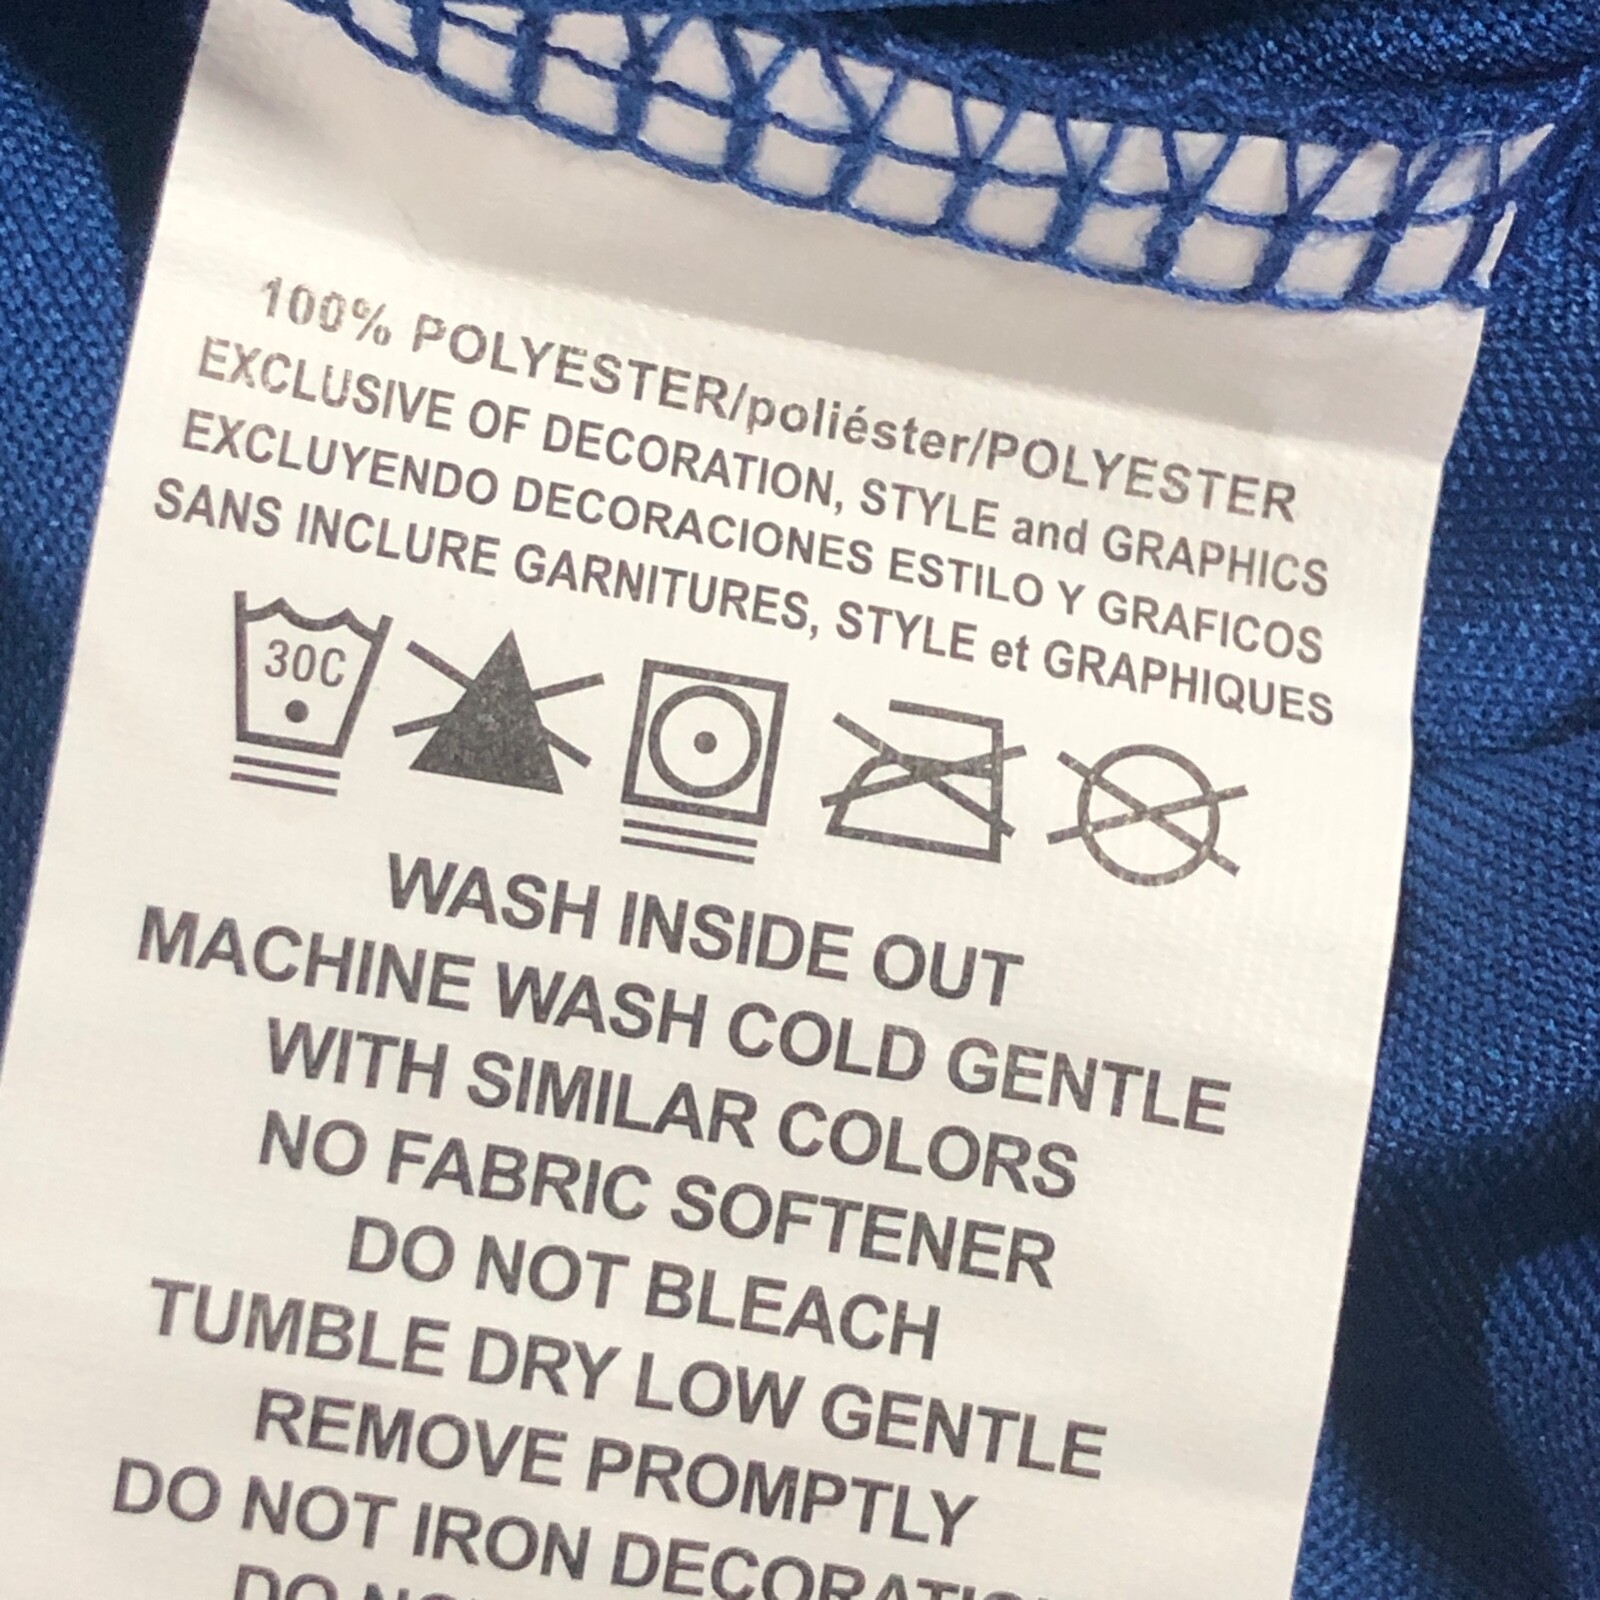 100% POLYESTER/poliéster/POLYESTER
EXCLUSIVE OF DECORATION, STYLE and GRAPHICS
EXCLUYENDO DECORACIONES ESTILO Y GRAFICOS
SANS INCLURE GARNITURES, STYLE et GRAPHIQUES
30C
WASH INSIDE OUT
MACHINE WASH COLD GENTLE
WITH SIMILAR COLORS
NO FABRIC SOFTENER
DO NOT BLEACH
TUMBLE DRY LOW GENTLE
REMOVE PROMPTLY
DO NOT IRON
DO